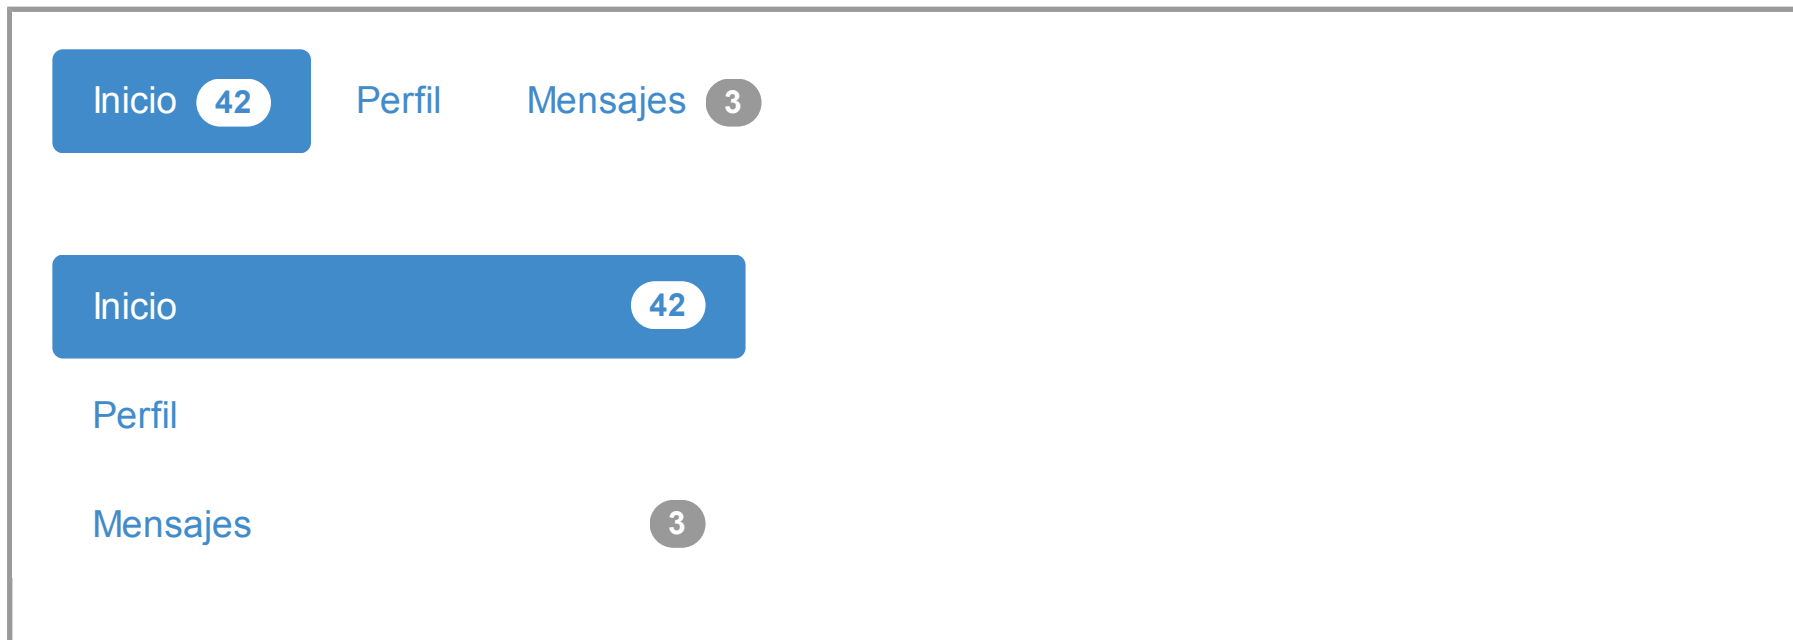 Inicio 42 Perfil Mensajes 3
Inicio 42
Perfil
Mensajes 3